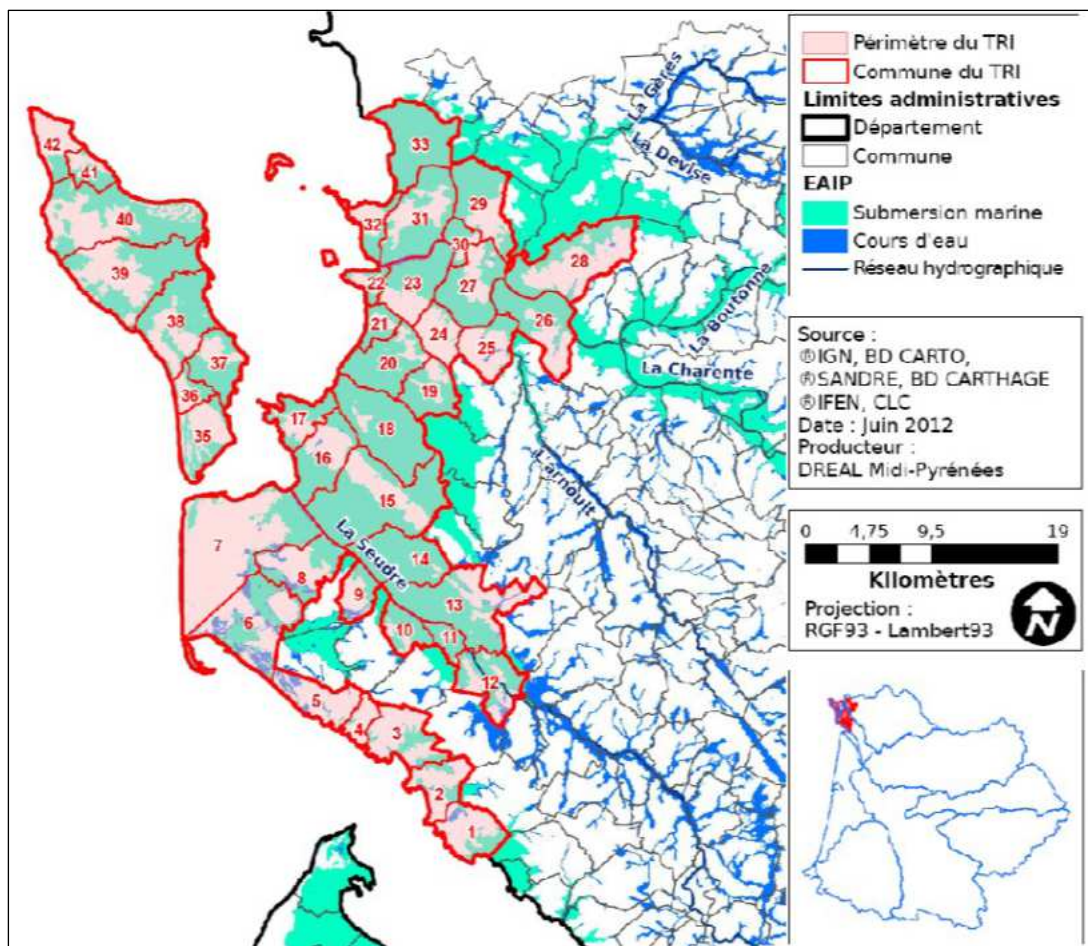 Périmètre du TRI
Commune du TRI
Limites administratives
Département
Commune
EAIP
Submersion marine
Cours d'eau
Réseau hydrographique
Source :
®IGN, BD CARTO,
®SANDRE, BD CARTHAGE
®IFEN, CLC
Date : Juin 2012
Producteur :
DREAL Midi-Pyrénées
0 4,75 9,5 19
Kilomètres
Projection :
RGF93 - Lambert93
N
La Gères
La Devise
La Boutonne
La Charente
L'arnoult
La Seudre
42
41
40
39
38
37
36
35
33
32
31
29
30
28
22
23
27
26
21
24
25
20
19
18
17
16
15
14
7
8
9
13
6
10
11
12
5
4
3
2
1